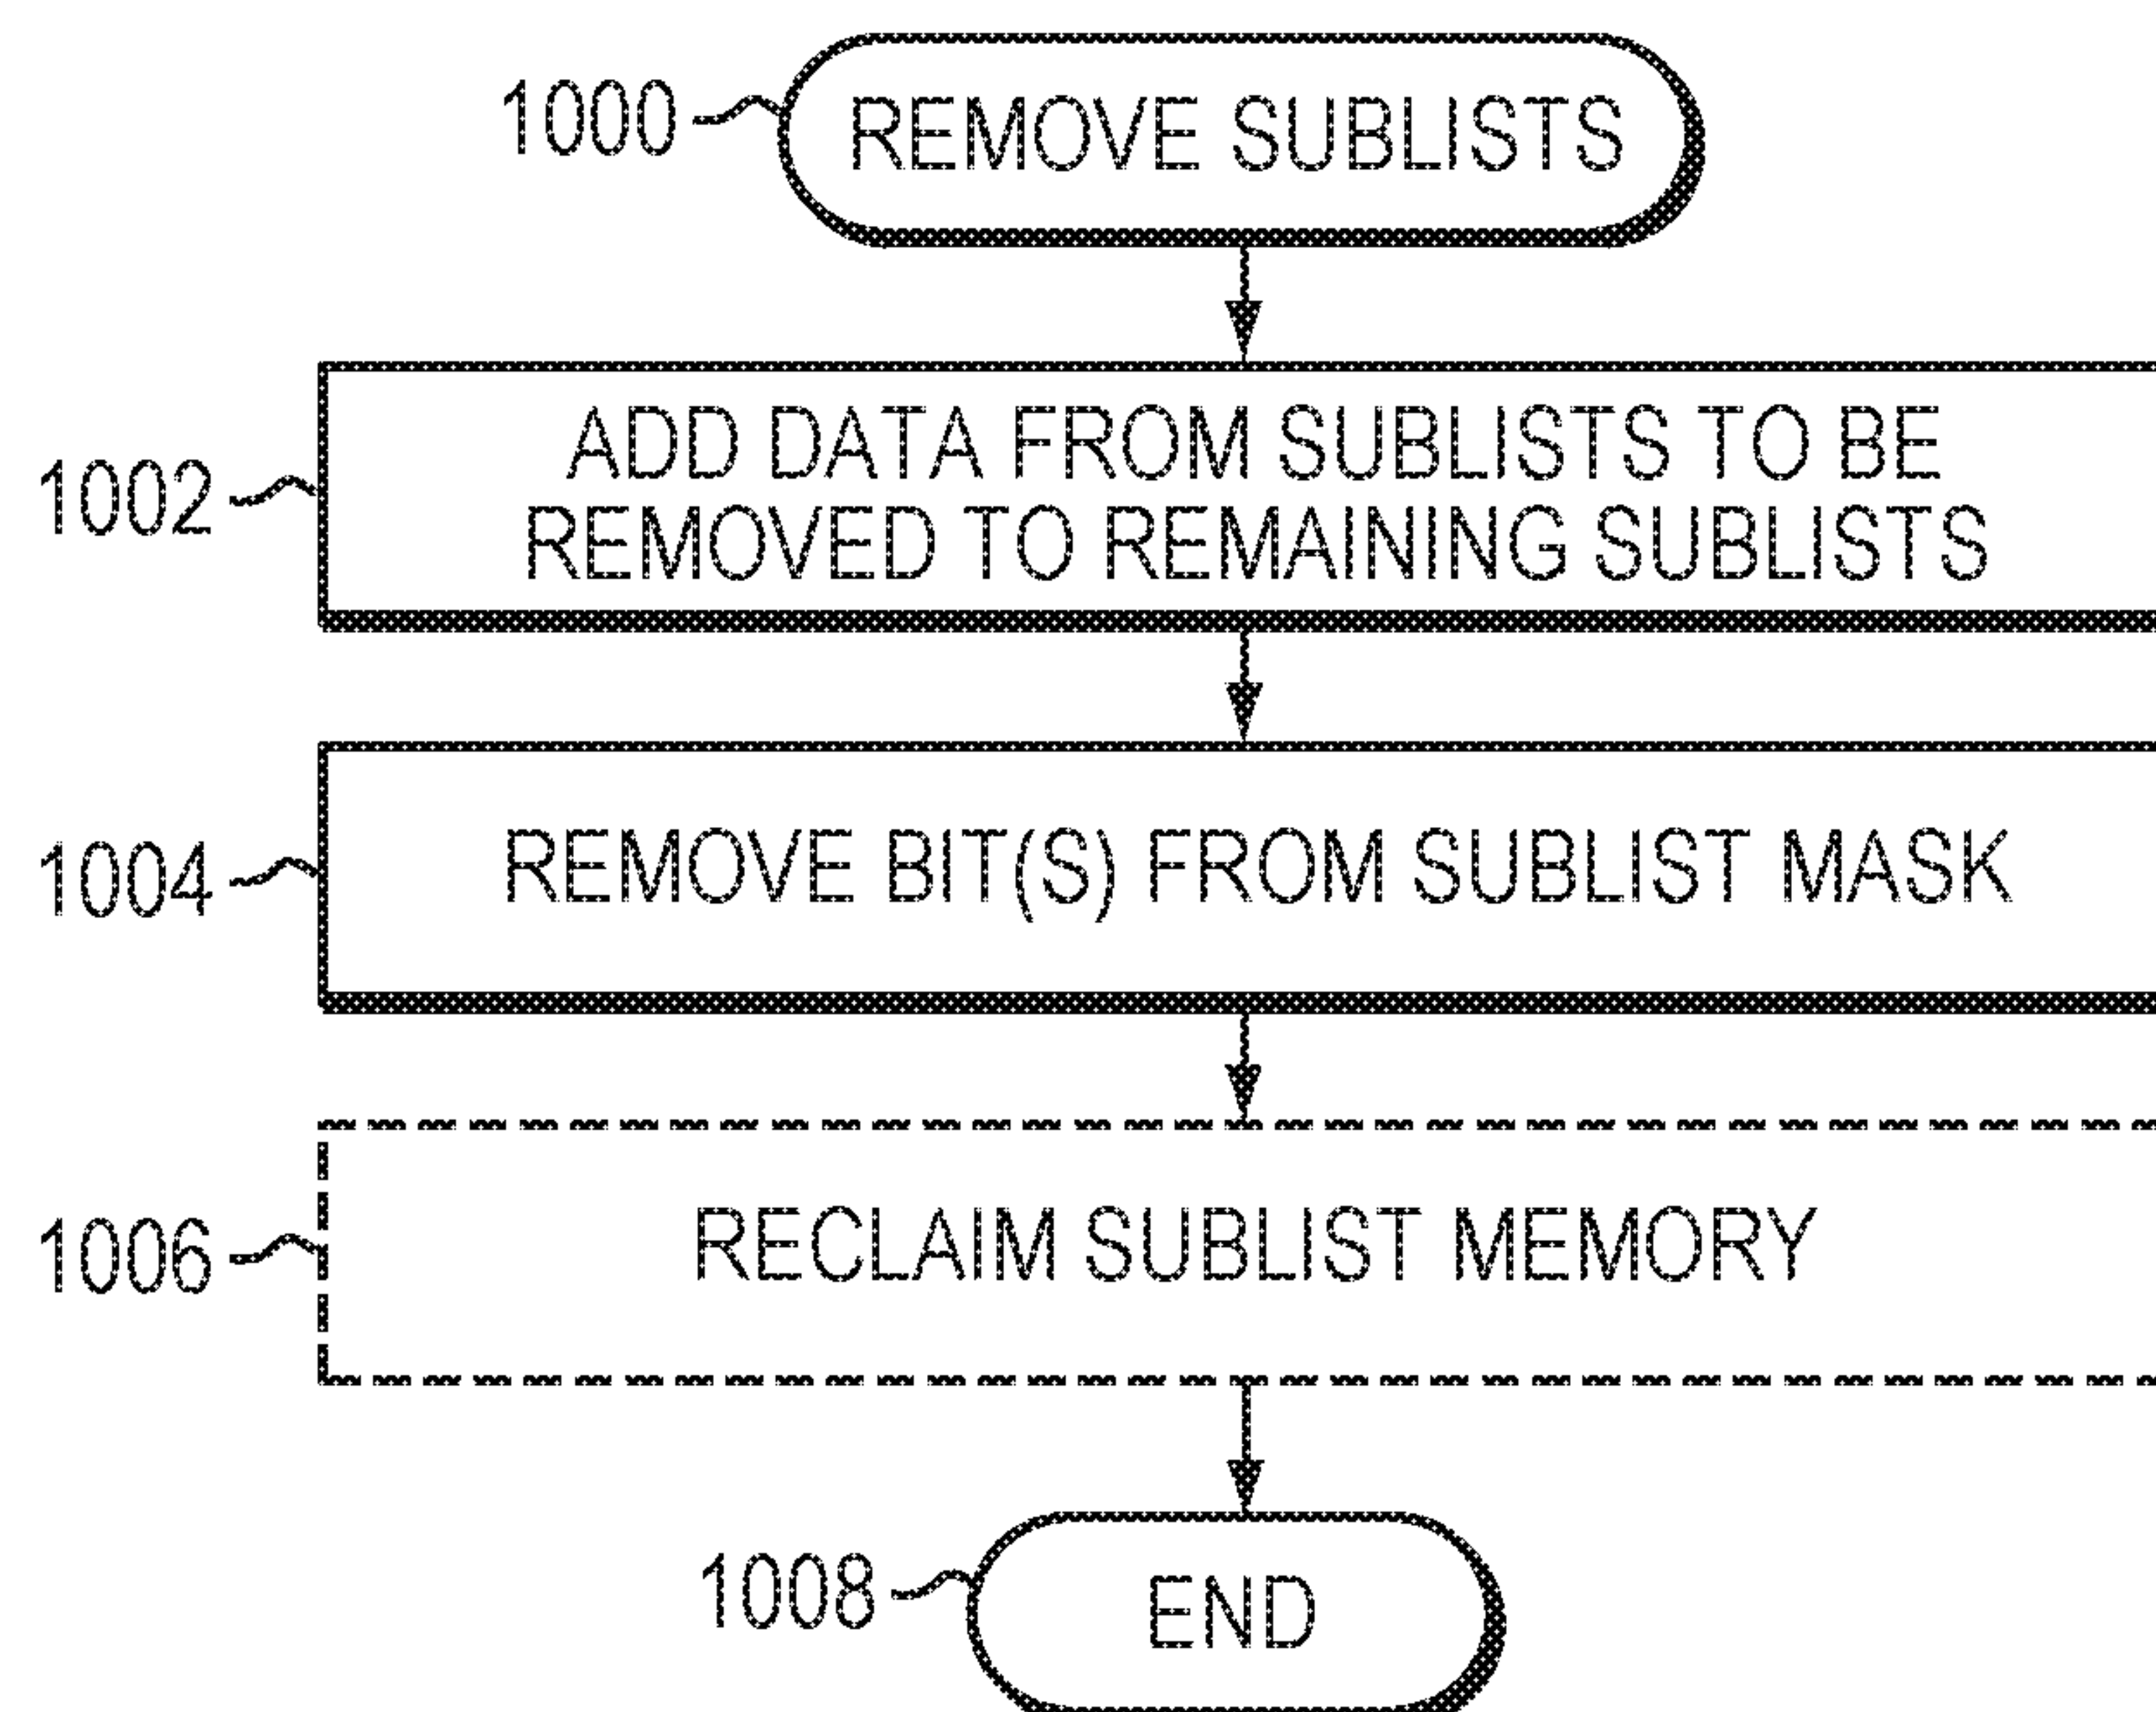 1000
REMOVE SUBLISTS
1002
ADD DATA FROM SUBLISTS TO BE
REMOVED TO REMAINING SUBLISTS
1004
REMOVE BIT(S) FROM SUBLIST MASK
1006
RECLAIM SUBLIST MEMORY
1008
END